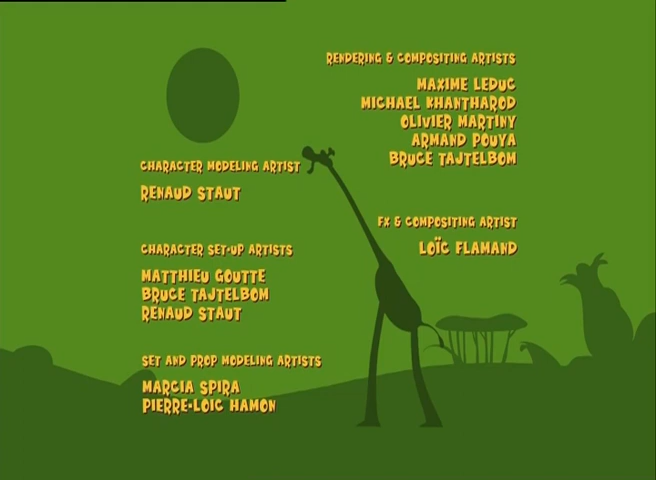 CHARACTER MODELING ARTIST
RENAUD STAUT
CHARACTER SET-UP ARTISTS
MATTHIEU GOUTTE
BRUCE TAJTELBOM
RENAUD STAUT
SET AND PROP MODELING ARTISTS
MARCIA SPIRA
PIERRE-LOIC HAMON
RENDERING & COMPOSITING ARTISTS
MAXIME LEDUC
MICHAEL KHANTHAROD
OLIVIER MARTINY
ARMAND POUYA
BRUCE TAJTELBOM
FX & COMPOSITING ARTIST
LOÏC FLAMAND